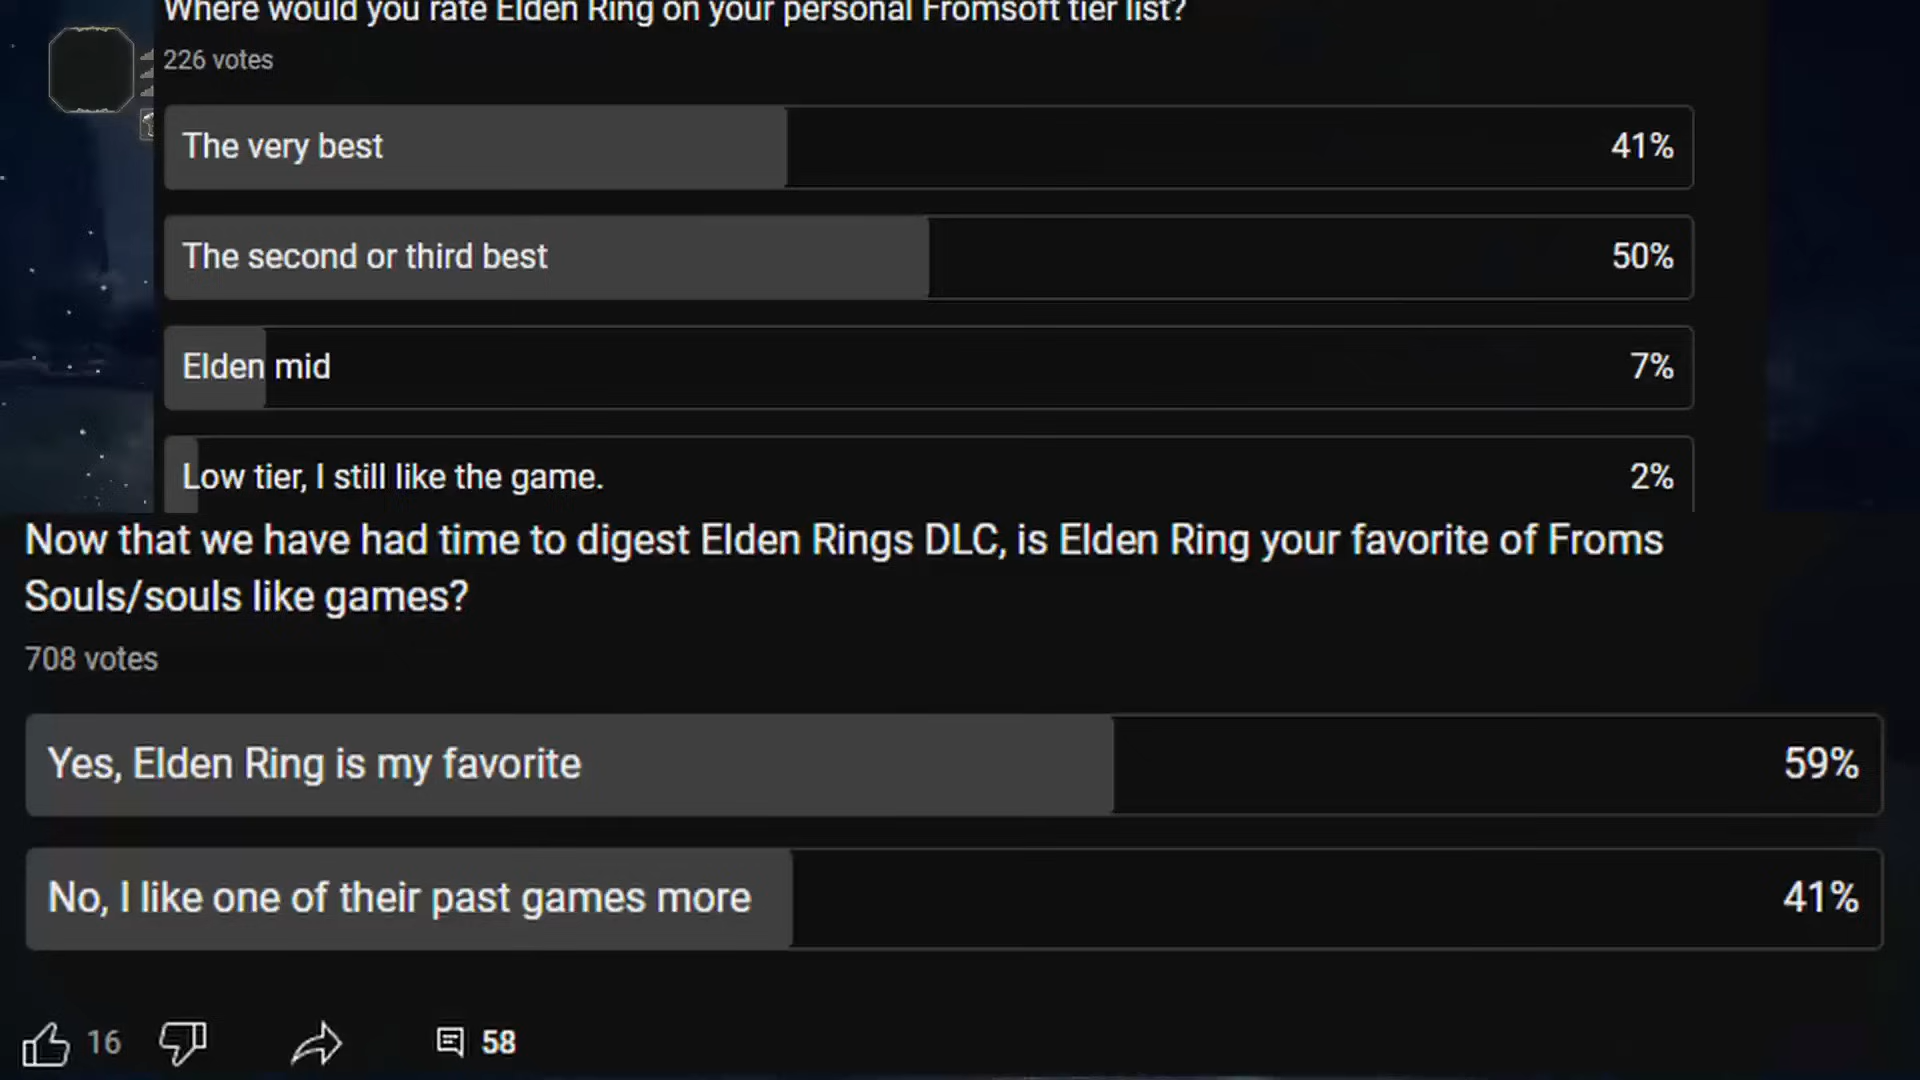 Where would you rate Elden Ring on your personal Fromsoft tier list?
226 votes
The very best 41%
The second or third best 50%
Elden mid 7%
Low tier, I still like the game. 2%
Now that we have had time to digest Elden Rings DLC, is Elden Ring your favorite of Froms
Souls/souls like games?
708 votes
Yes, Elden Ring is my favorite 59%
No, I like one of their past games more 41%
16 58